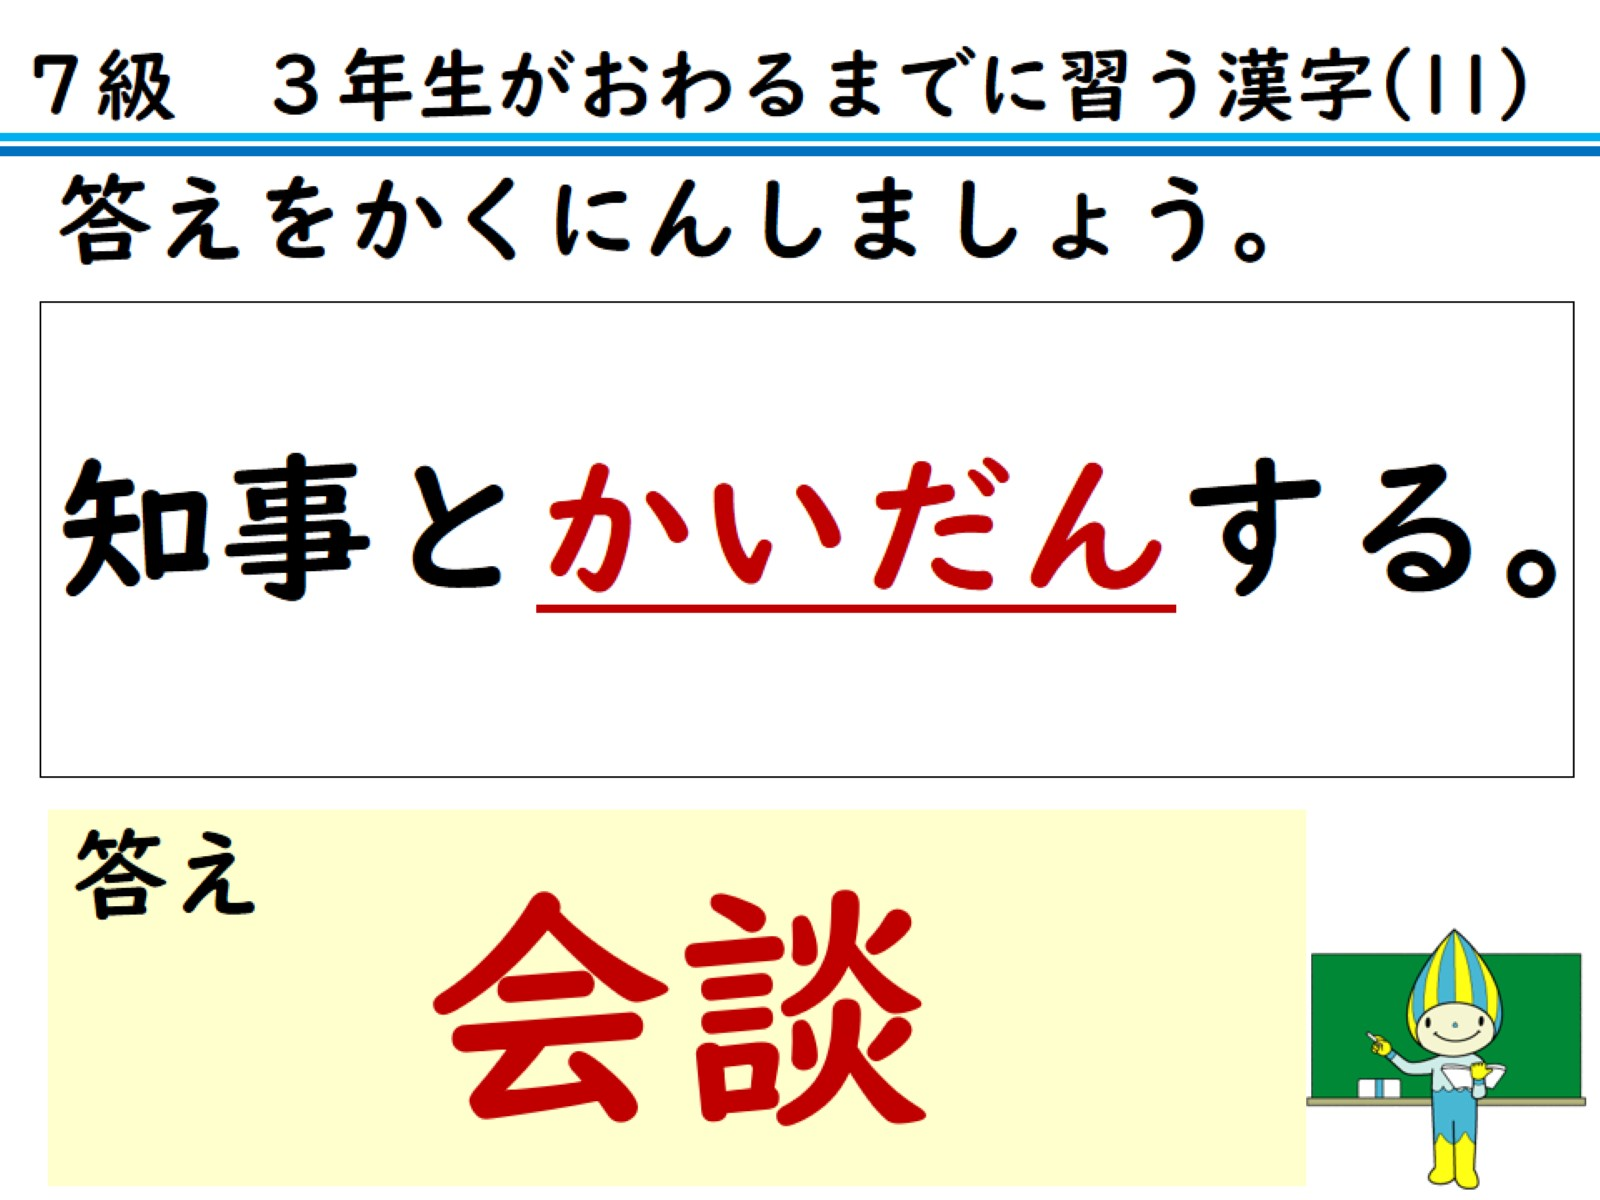 ７級　３年生がおわるまでに習う漢字(11)
答えをかくにんしましょう。
知事とかいだんする。
答え
会談